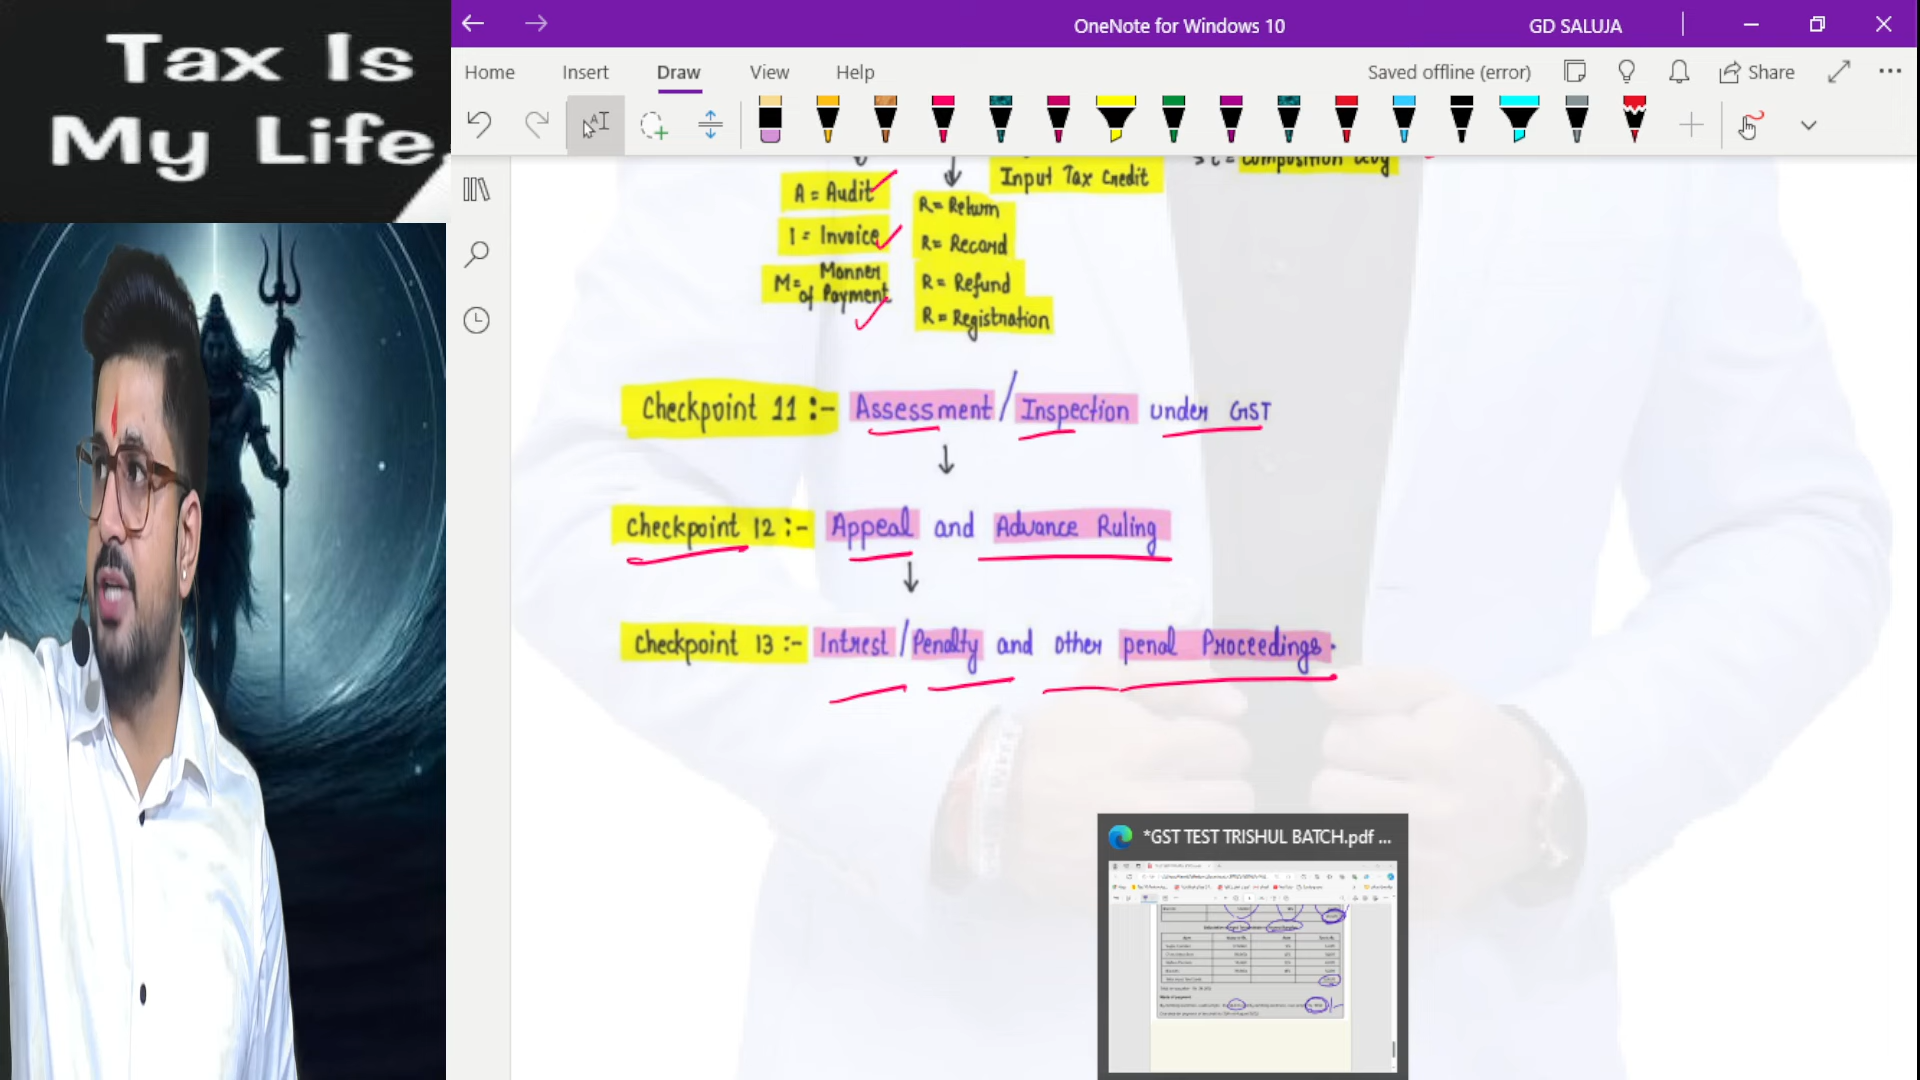 Tax Is
My Life.
OneNote for Windows 10
GD SALUJA
Home
Insert
Draw
View
Help
Saved offline (error)
Share
Input Tax Credit
A = Audit
I = Invoice
M = Manner of Payment
R = Return
R = Record
R = Refund
R = Registration
Checkpoint 11 :- Assessment / Inspection under GST
Checkpoint 12 :- Appeal and Advance Ruling
Checkpoint 13 :- Intrest / Penalty and other penal Proceedings.
*GST TEST TRISHUL BATCH.pdf ...